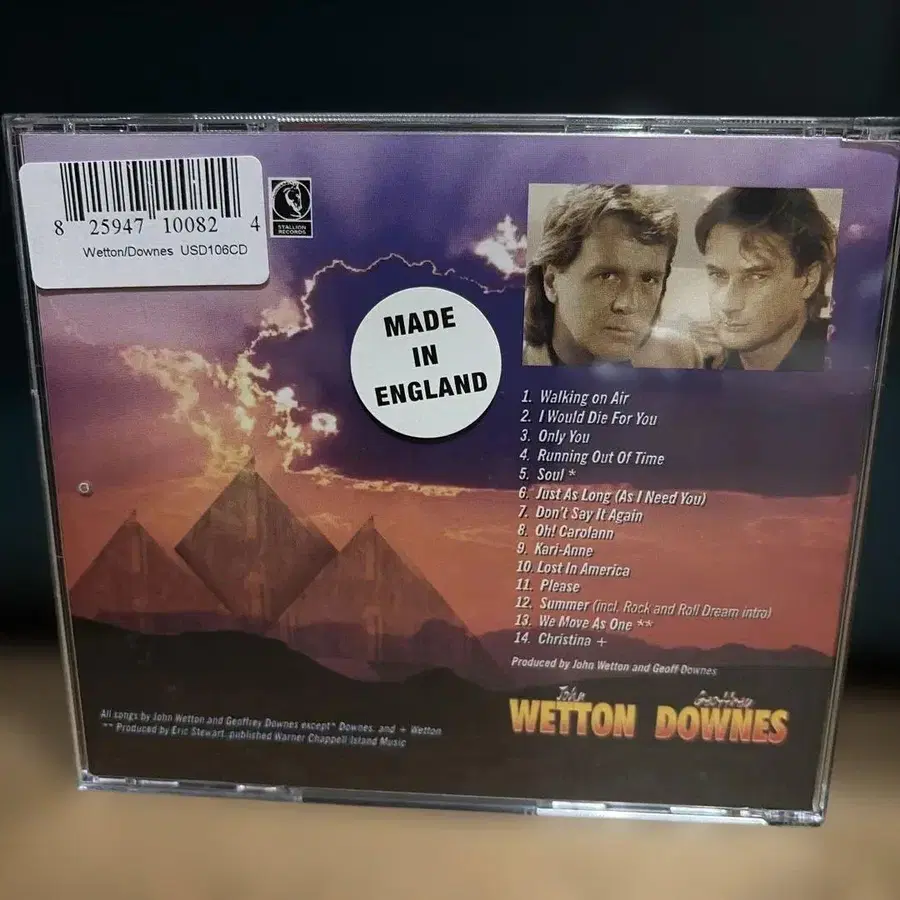 8 25947 10082 4
Wetton/Downes USD106CD
STALLION
RECORDS
MADE
IN
ENGLAND
1. Walking on Air
2. I Would Die For You
3. Only You
4. Running Out Of Time
5. Soul *
6. Just As Long (As I Need You)
7. Don't Say It Again
8. Oh! Carolann
9. Kari-Anne
10. Lost In America
11. Please
12. Summer (incl. Rock and Roll Dream intro)
13. We Move As One **
14. Christina +
Produced by John Wetton and Geoff Downes
John Geoffrey
WETTON DOWNES
All songs by John Wetton and Geoffrey Downes except* Downes, and + Wetton
** Produced by Eric Stewart, published Warner Chappell Island Music